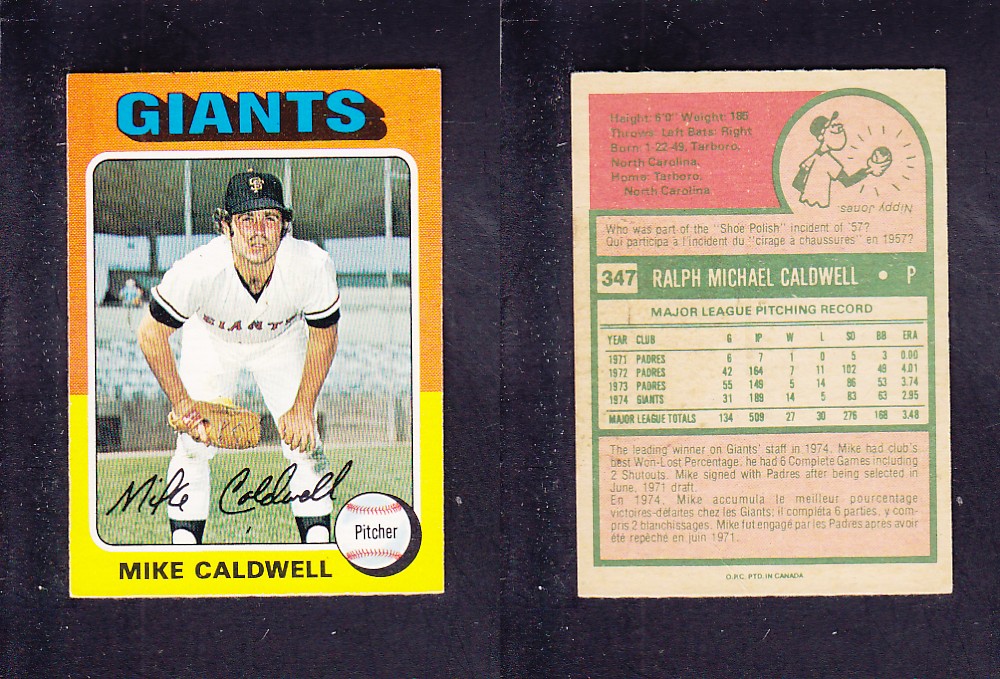 GIANTS
SF
GIANTS
Mike Caldwell
Pitcher
MIKE CALDWELL
Height: 6'0" Weight: 185
Throws: Left Bats: Right
Born: 1-22-49, Tarboro,
North Carolina
Home: Tarboro,
North Carolina
Nippy Jones
Who was part of the "Shoe Polish" incident of '57?
Qui participa à l'incident du "cirage à chaussures" en 1957?
347 RALPH MICHAEL CALDWELL • P
MAJOR LEAGUE PITCHING RECORD
YEAR CLUB G IP W L SO BB ERA
1971 PADRES 6 7 1 0 5 3 0.00
1972 PADRES 42 164 7 11 102 49 4.01
1973 PADRES 55 149 5 14 86 53 3.74
1974 GIANTS 31 189 14 5 83 63 2.95
MAJOR LEAGUE TOTALS 134 509 27 30 276 168 3.48
The leading winner on Giants' staff in 1974, Mike had club's
best Won-Lost Percentage, he had 6 Complete Games including
2 Shutouts. Mike signed with Padres after being selected in
June, 1971 draft.
En 1974, Mike accumula le meilleur pourcentage
victoires-défaites chez les Giants; il compléta 6 parties, y com-
pris 2 blanchissages. Mike fut engagé par les Padres après avoir
été repêché en juin 1971.
O.P.C. PTD. IN CANADA